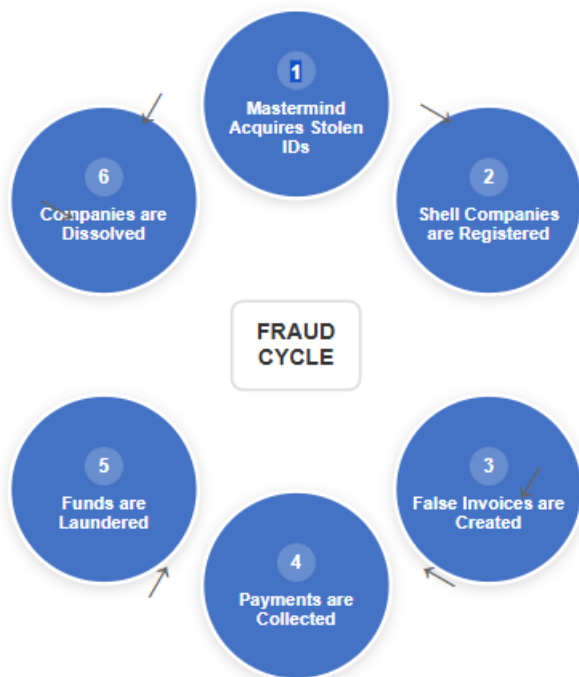 1
Mastermind
Acquires Stolen
IDs
2
Shell Companies
are Registered
3
False Invoices are
Created
4
Payments are
Collected
5
Funds are
Laundered
6
Companies are
Dissolved
FRAUD
CYCLE